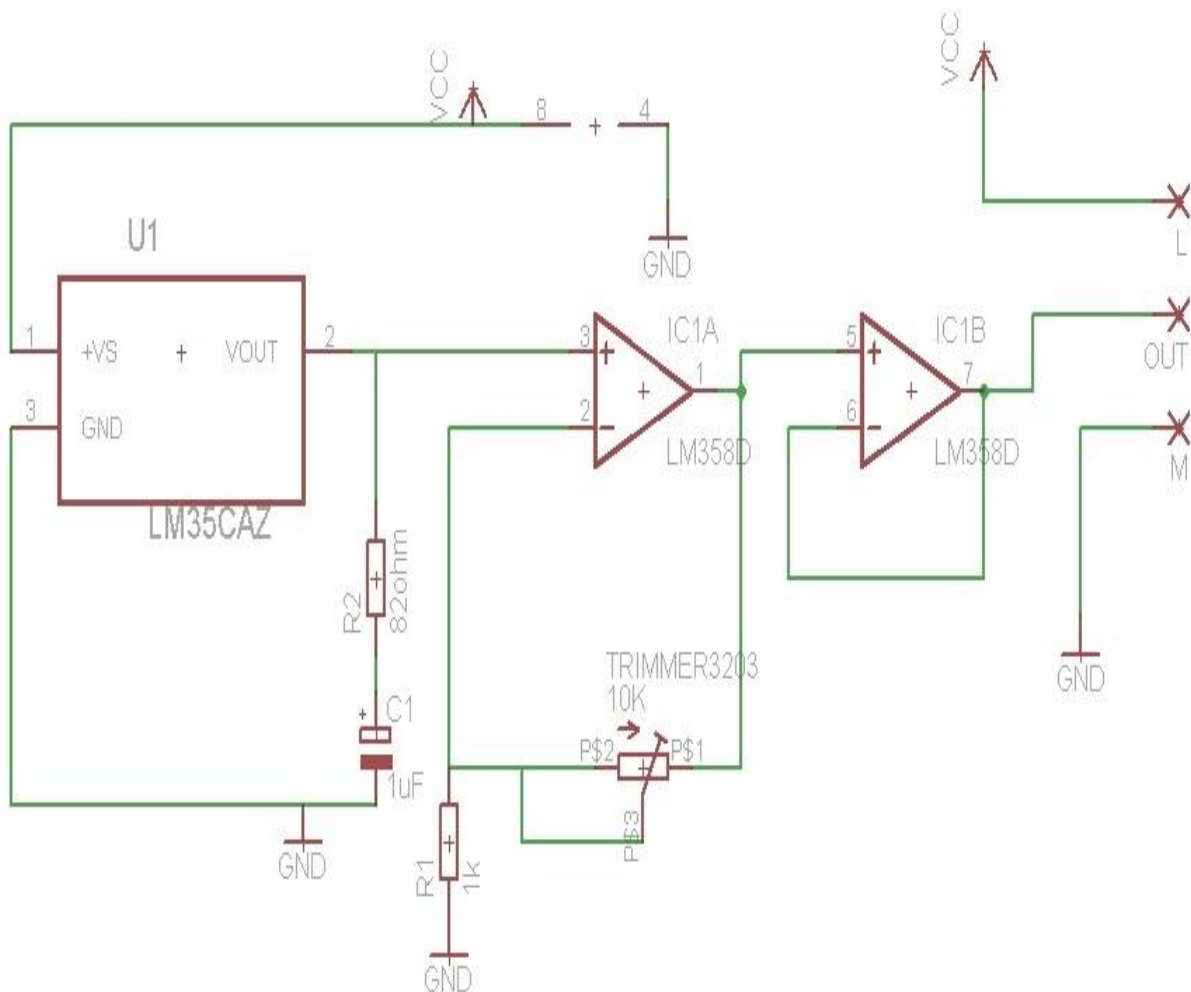 VCC
VCC
8 + 4
GND
L
U1
1 +VS + VOUT 2
3 GND
LM35CAZ
3 +
2 -
+
1
IC1A
LM358D
5 +
6 -
+
7
IC1B
LM358D
OUT
M
GND
R2
82ohm
+ C1
1uF
GND
TRIMMER3203
10K
P$2 P$1
P$3
R1
1k
GND